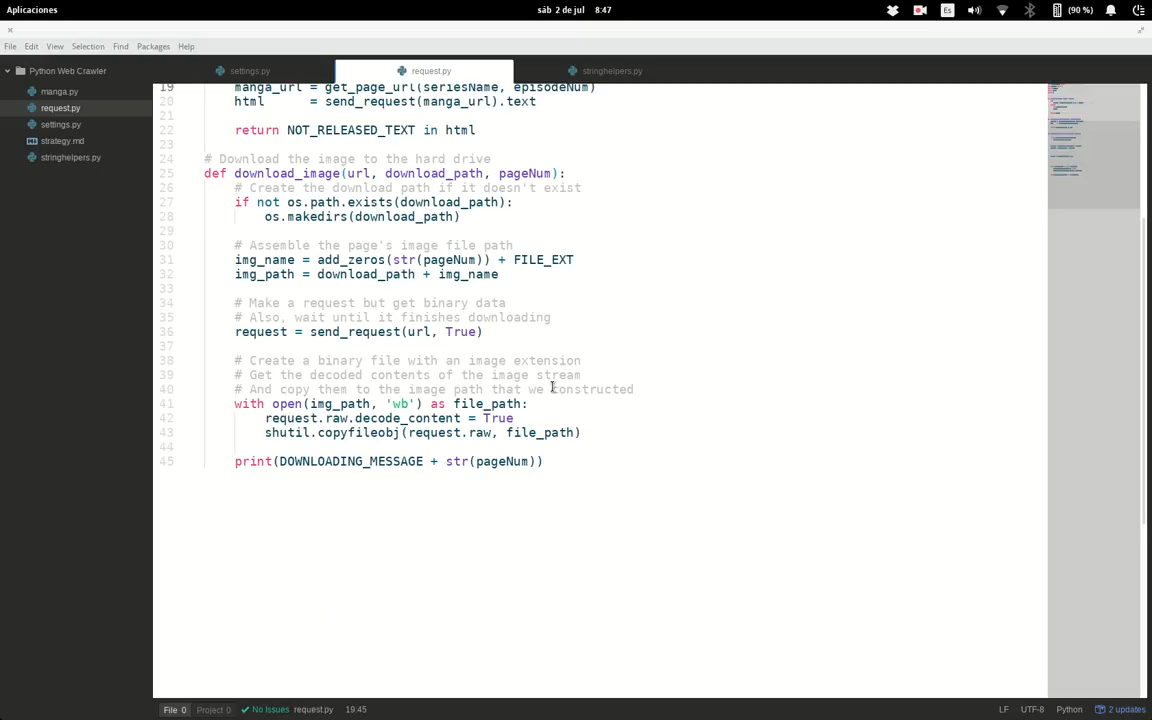 Aplicaciones
sáb 2 de jul 8:47
Es
(90 %)
File Edit View Selection Find Packages Help
Python Web Crawler
manga.py
request.py
settings.py
strategy.md
stringhelpers.py
settings.py
request.py
stringhelpers.py
19 manga_url = get_page_url(seriesName, episodeNum)
20 html      = send_request(manga_url).text
21
22 return NOT_RELEASED_TEXT in html
23
24 # Download the image to the hard drive
25 def download_image(url, download_path, pageNum):
26     # Create the download path if it doesn't exist
27     if not os.path.exists(download_path):
28         os.makedirs(download_path)
29
30     # Assemble the page's image file path
31     img_name = add_zeros(str(pageNum)) + FILE_EXT
32     img_path = download_path + img_name
33
34     # Make a request but get binary data
35     # Also, wait until it finishes downloading
36     request = send_request(url, True)
37
38     # Create a binary file with an image extension
39     # Get the decoded contents of the image stream
40     # And copy them to the image path that we constructed
41     with open(img_path, 'wb') as file_path:
42         request.raw.decode_content = True
43         shutil.copyfileobj(request.raw, file_path)
44
45     print(DOWNLOADING_MESSAGE + str(pageNum))
File 0 Project 0 No Issues request.py 19:45
LF UTF-8 Python 2 updates